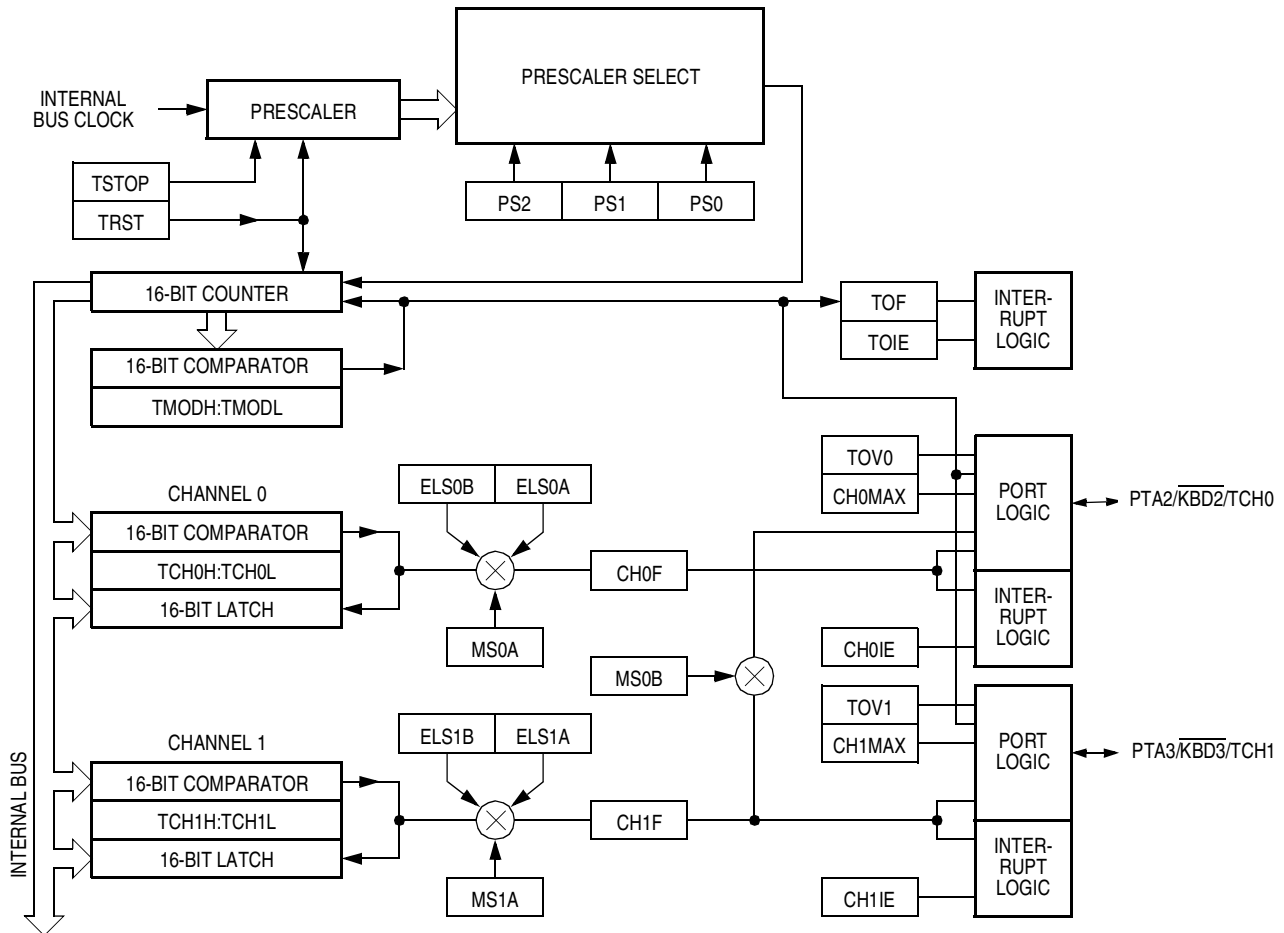 PRESCALER SELECT
INTERNAL
BUS CLOCK
PRESCALER
TSTOP
TRST
PS2
PS1
PS0
16-BIT COUNTER
TOF
TOIE
INTER-
RUPT
LOGIC
16-BIT COMPARATOR
TMODH:TMODL
CHANNEL 0
16-BIT COMPARATOR
TCH0H:TCH0L
16-BIT LATCH
ELS0B
ELS0A
MS0A
CH0F
TOV0
CH0MAX
PORT
LOGIC
PTA2/KBD2/TCH0
INTER-
RUPT
LOGIC
CH0IE
MS0B
CHANNEL 1
16-BIT COMPARATOR
TCH1H:TCH1L
16-BIT LATCH
ELS1B
ELS1A
MS1A
CH1F
TOV1
CH1MAX
PORT
LOGIC
PTA3/KBD3/TCH1
INTER-
RUPT
LOGIC
CH1IE
INTERNAL BUS